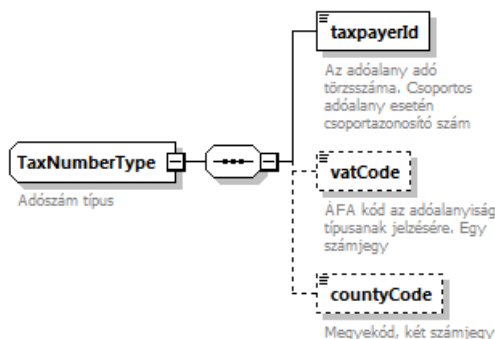 taxpayerId
Az adóalany adó
törzsszáma. Csoportos
adóalany esetén
csoportazonosító szám
TaxNumberType
Adószám típus
vatCode
ÁFA kód az adóalanyiság
típusanak jelzésére. Egy
számjegy
countyCode
Megyekód, két számjegy